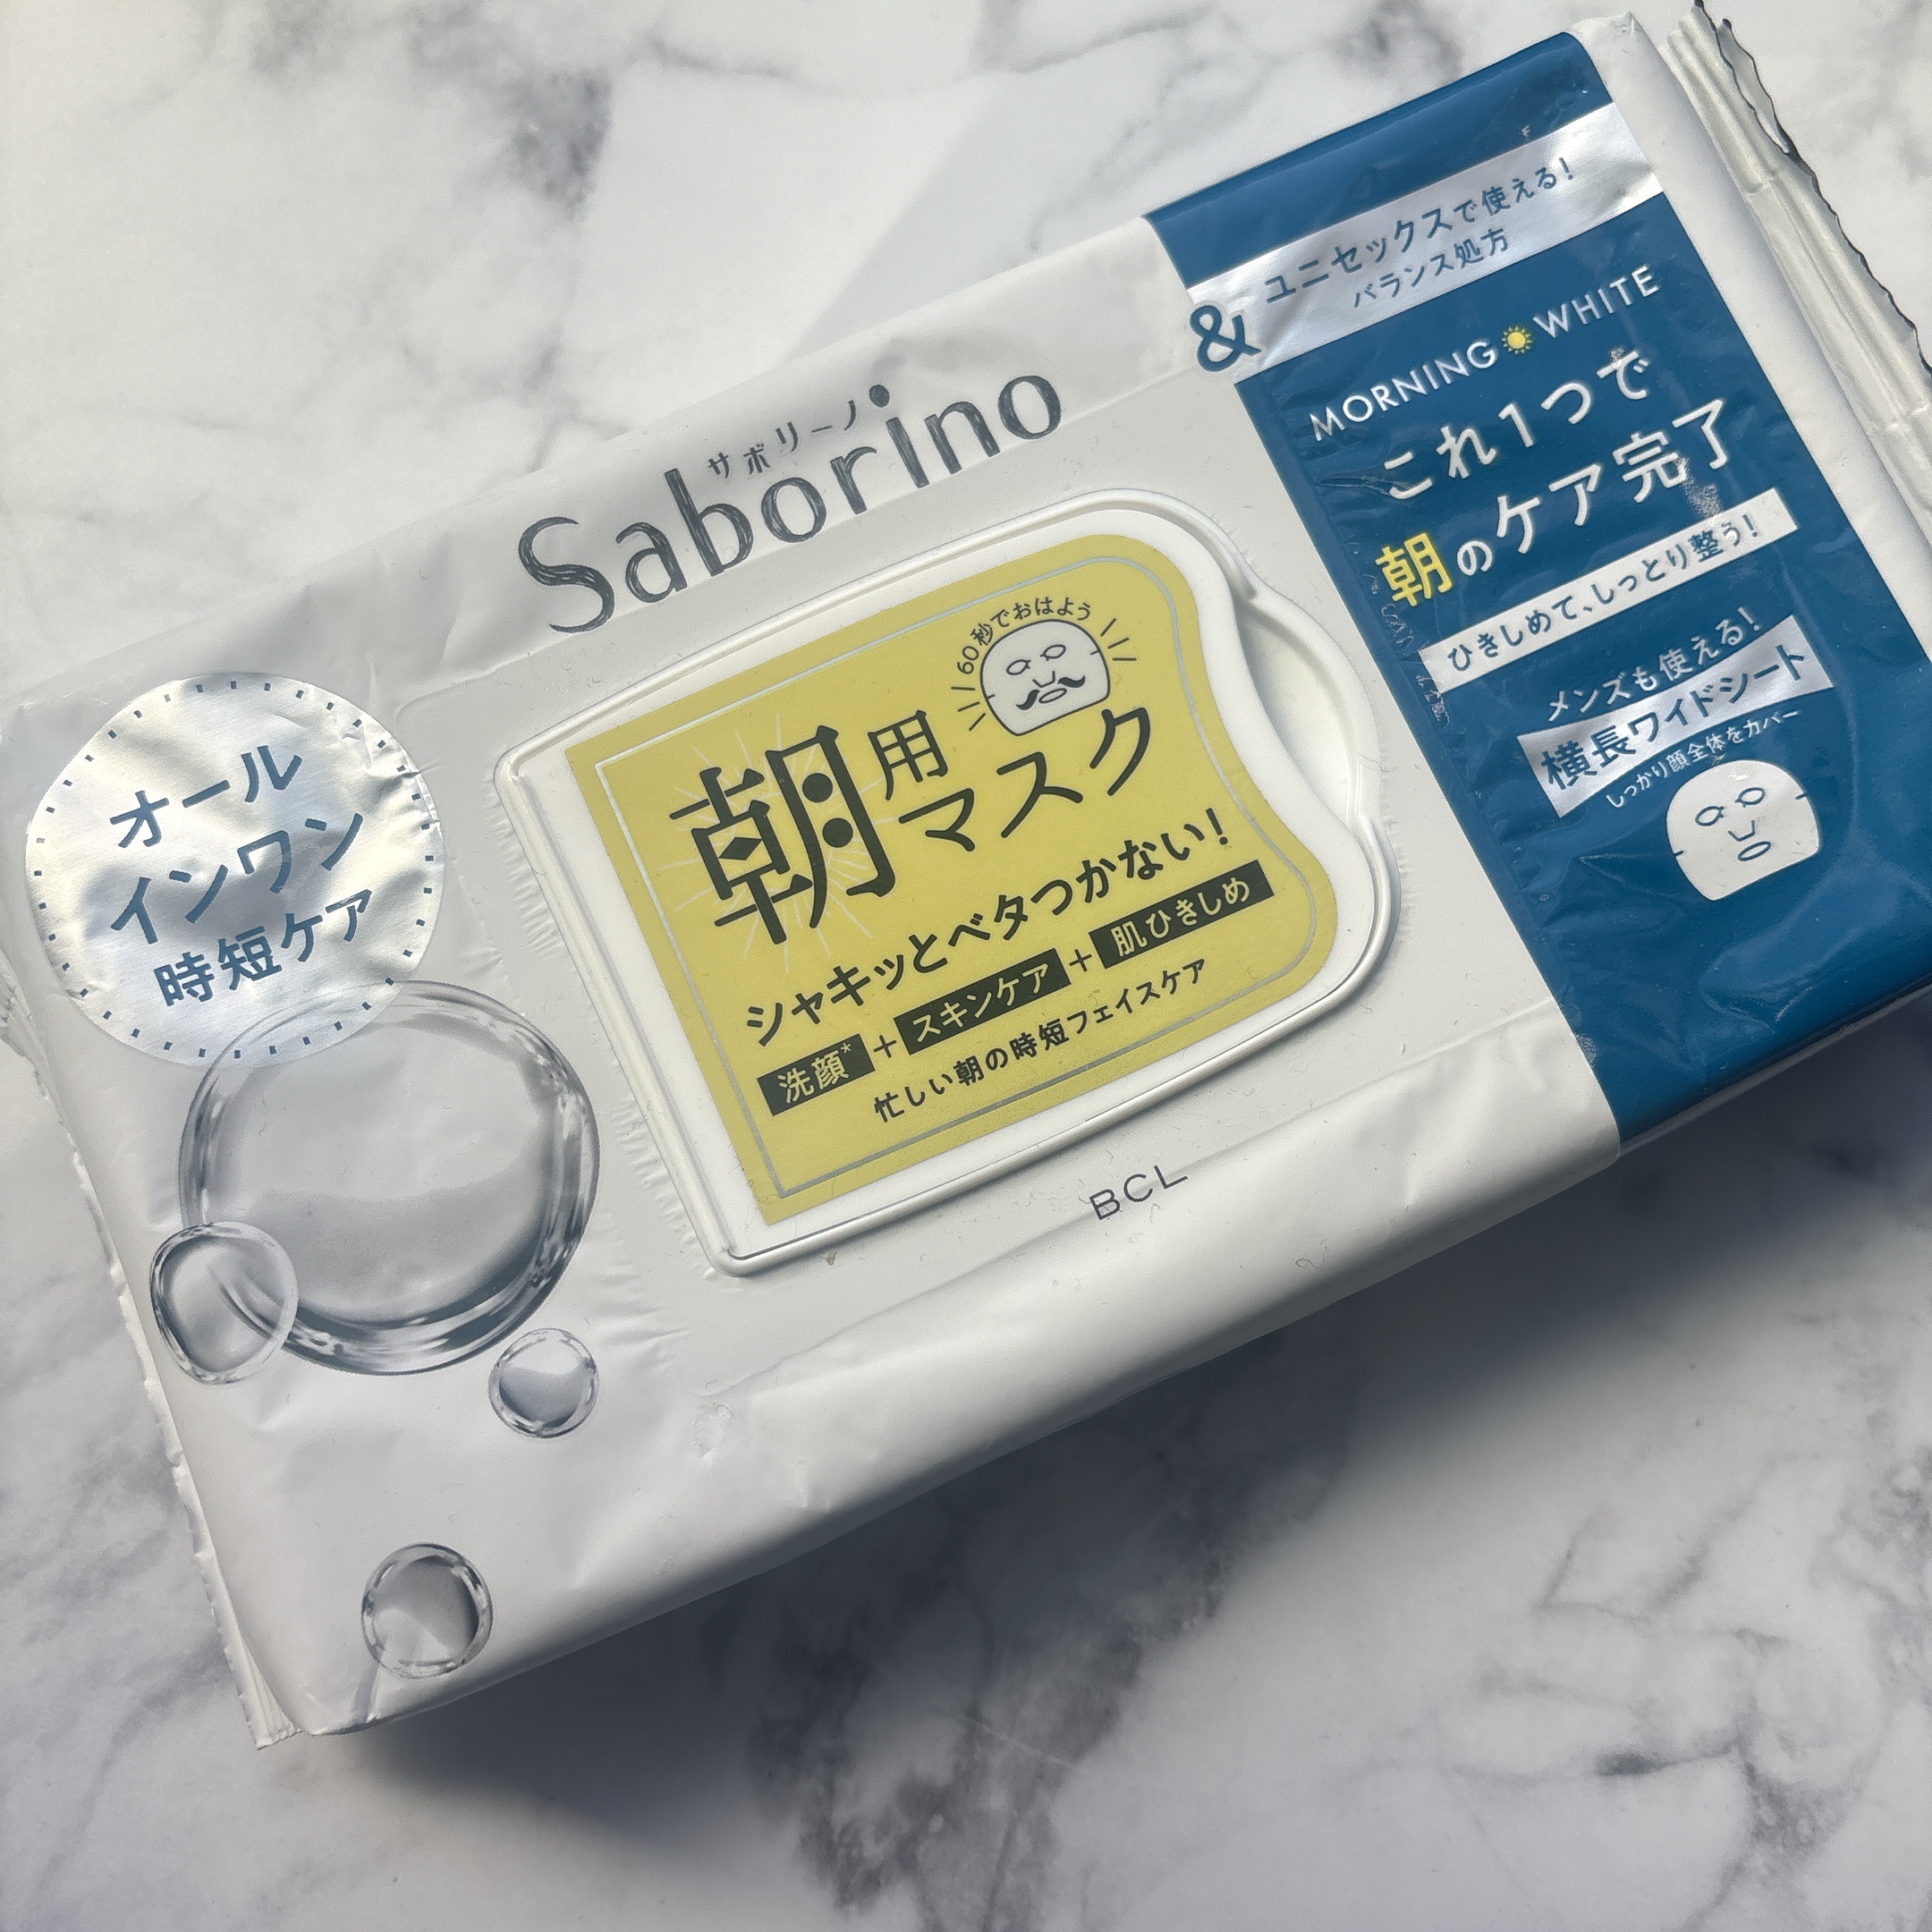 サボリーノ
Saborino
オール
インワン
時短ケア
60秒でおはよう
朝用
マスク
シャキッとベタつかない!
洗顔*+スキンケア+肌ひきしめ
忙しい朝の時短フェイスケア
BCL
&
ユニセックスで使える!
バランス処方
MORNING WHITE
これ1つで
朝のケア完了
ひきしめて、しっとり整う!
メンズも使える!
横長ワイドシート
しっかり顔全体をカバー